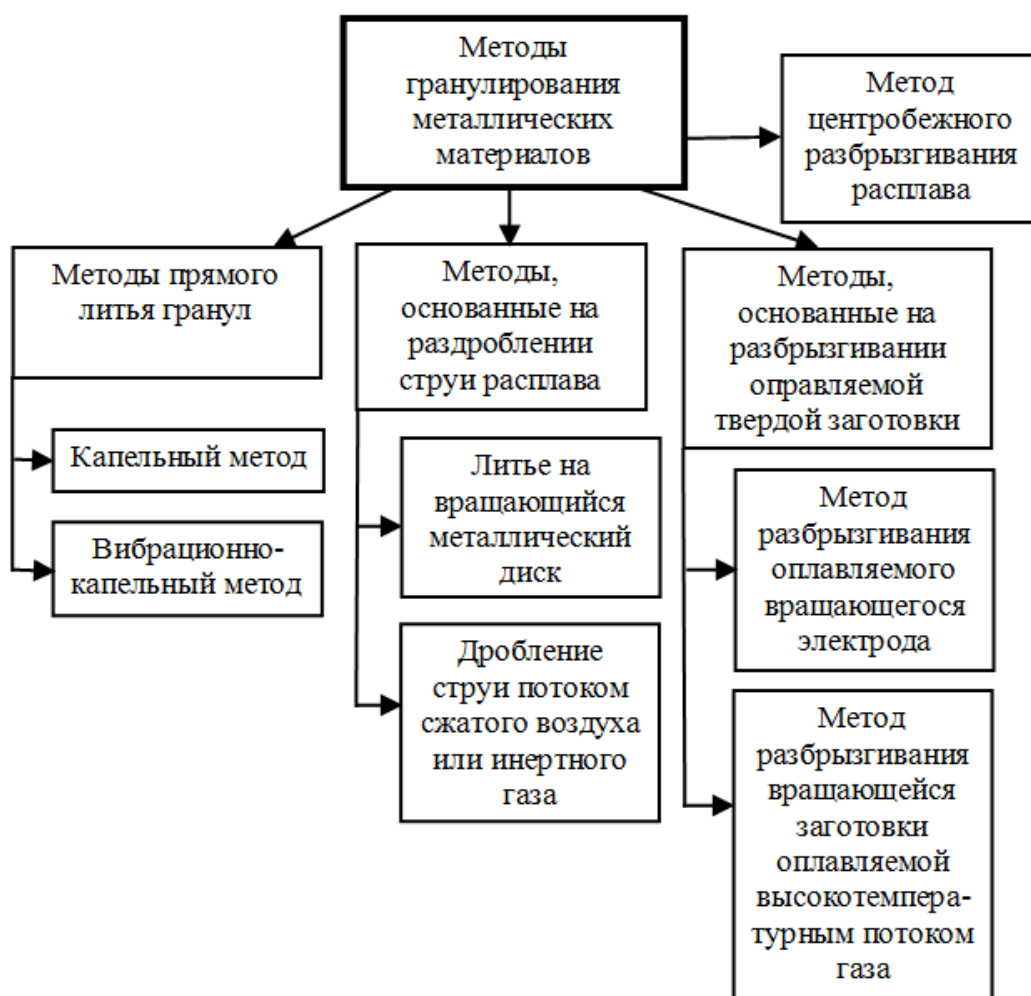 Методы
гранулирования
металлических
материалов
Метод
центробежного
разбрызгивания
расплава
Методы прямого
литья гранул
Методы,
основанные на
раздроблении
струи расплава
Методы,
основанные на
разбрызгивании
оправляемой
твердой заготовки
Капельный метод
Вибрационно-
капельный метод
Литье на
вращающийся
металлический
диск
Дробление
струи потоком
сжатого воздуха
или инертного
газа
Метод
разбрызгивания
оплавляемого
вращающегося
электрода
Метод
разбрызгивания
вращающейся
заготовки
оплавляемой
высокотемпера-
турным потоком
газа